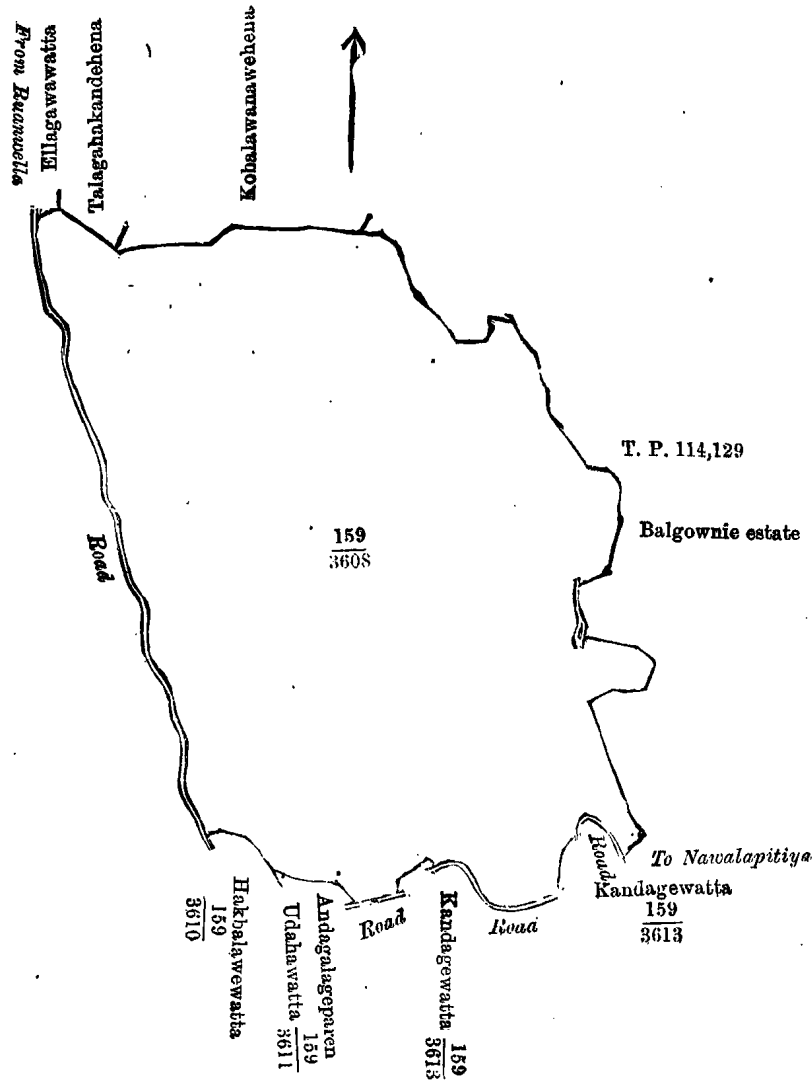 From Ruanwella
Ellagawawatta
Talagahakandehena
Kobalawanawehena
T. P. 114,129
Balgownie estate
159
3608
Road
To Nawalapitiya
Road
Kandagewatta
159
3613
Road
Kandagewatta 159
3613
Road
Andagalageparen
Udahawatta 159
3611
Hakbalawewatta
159
3610